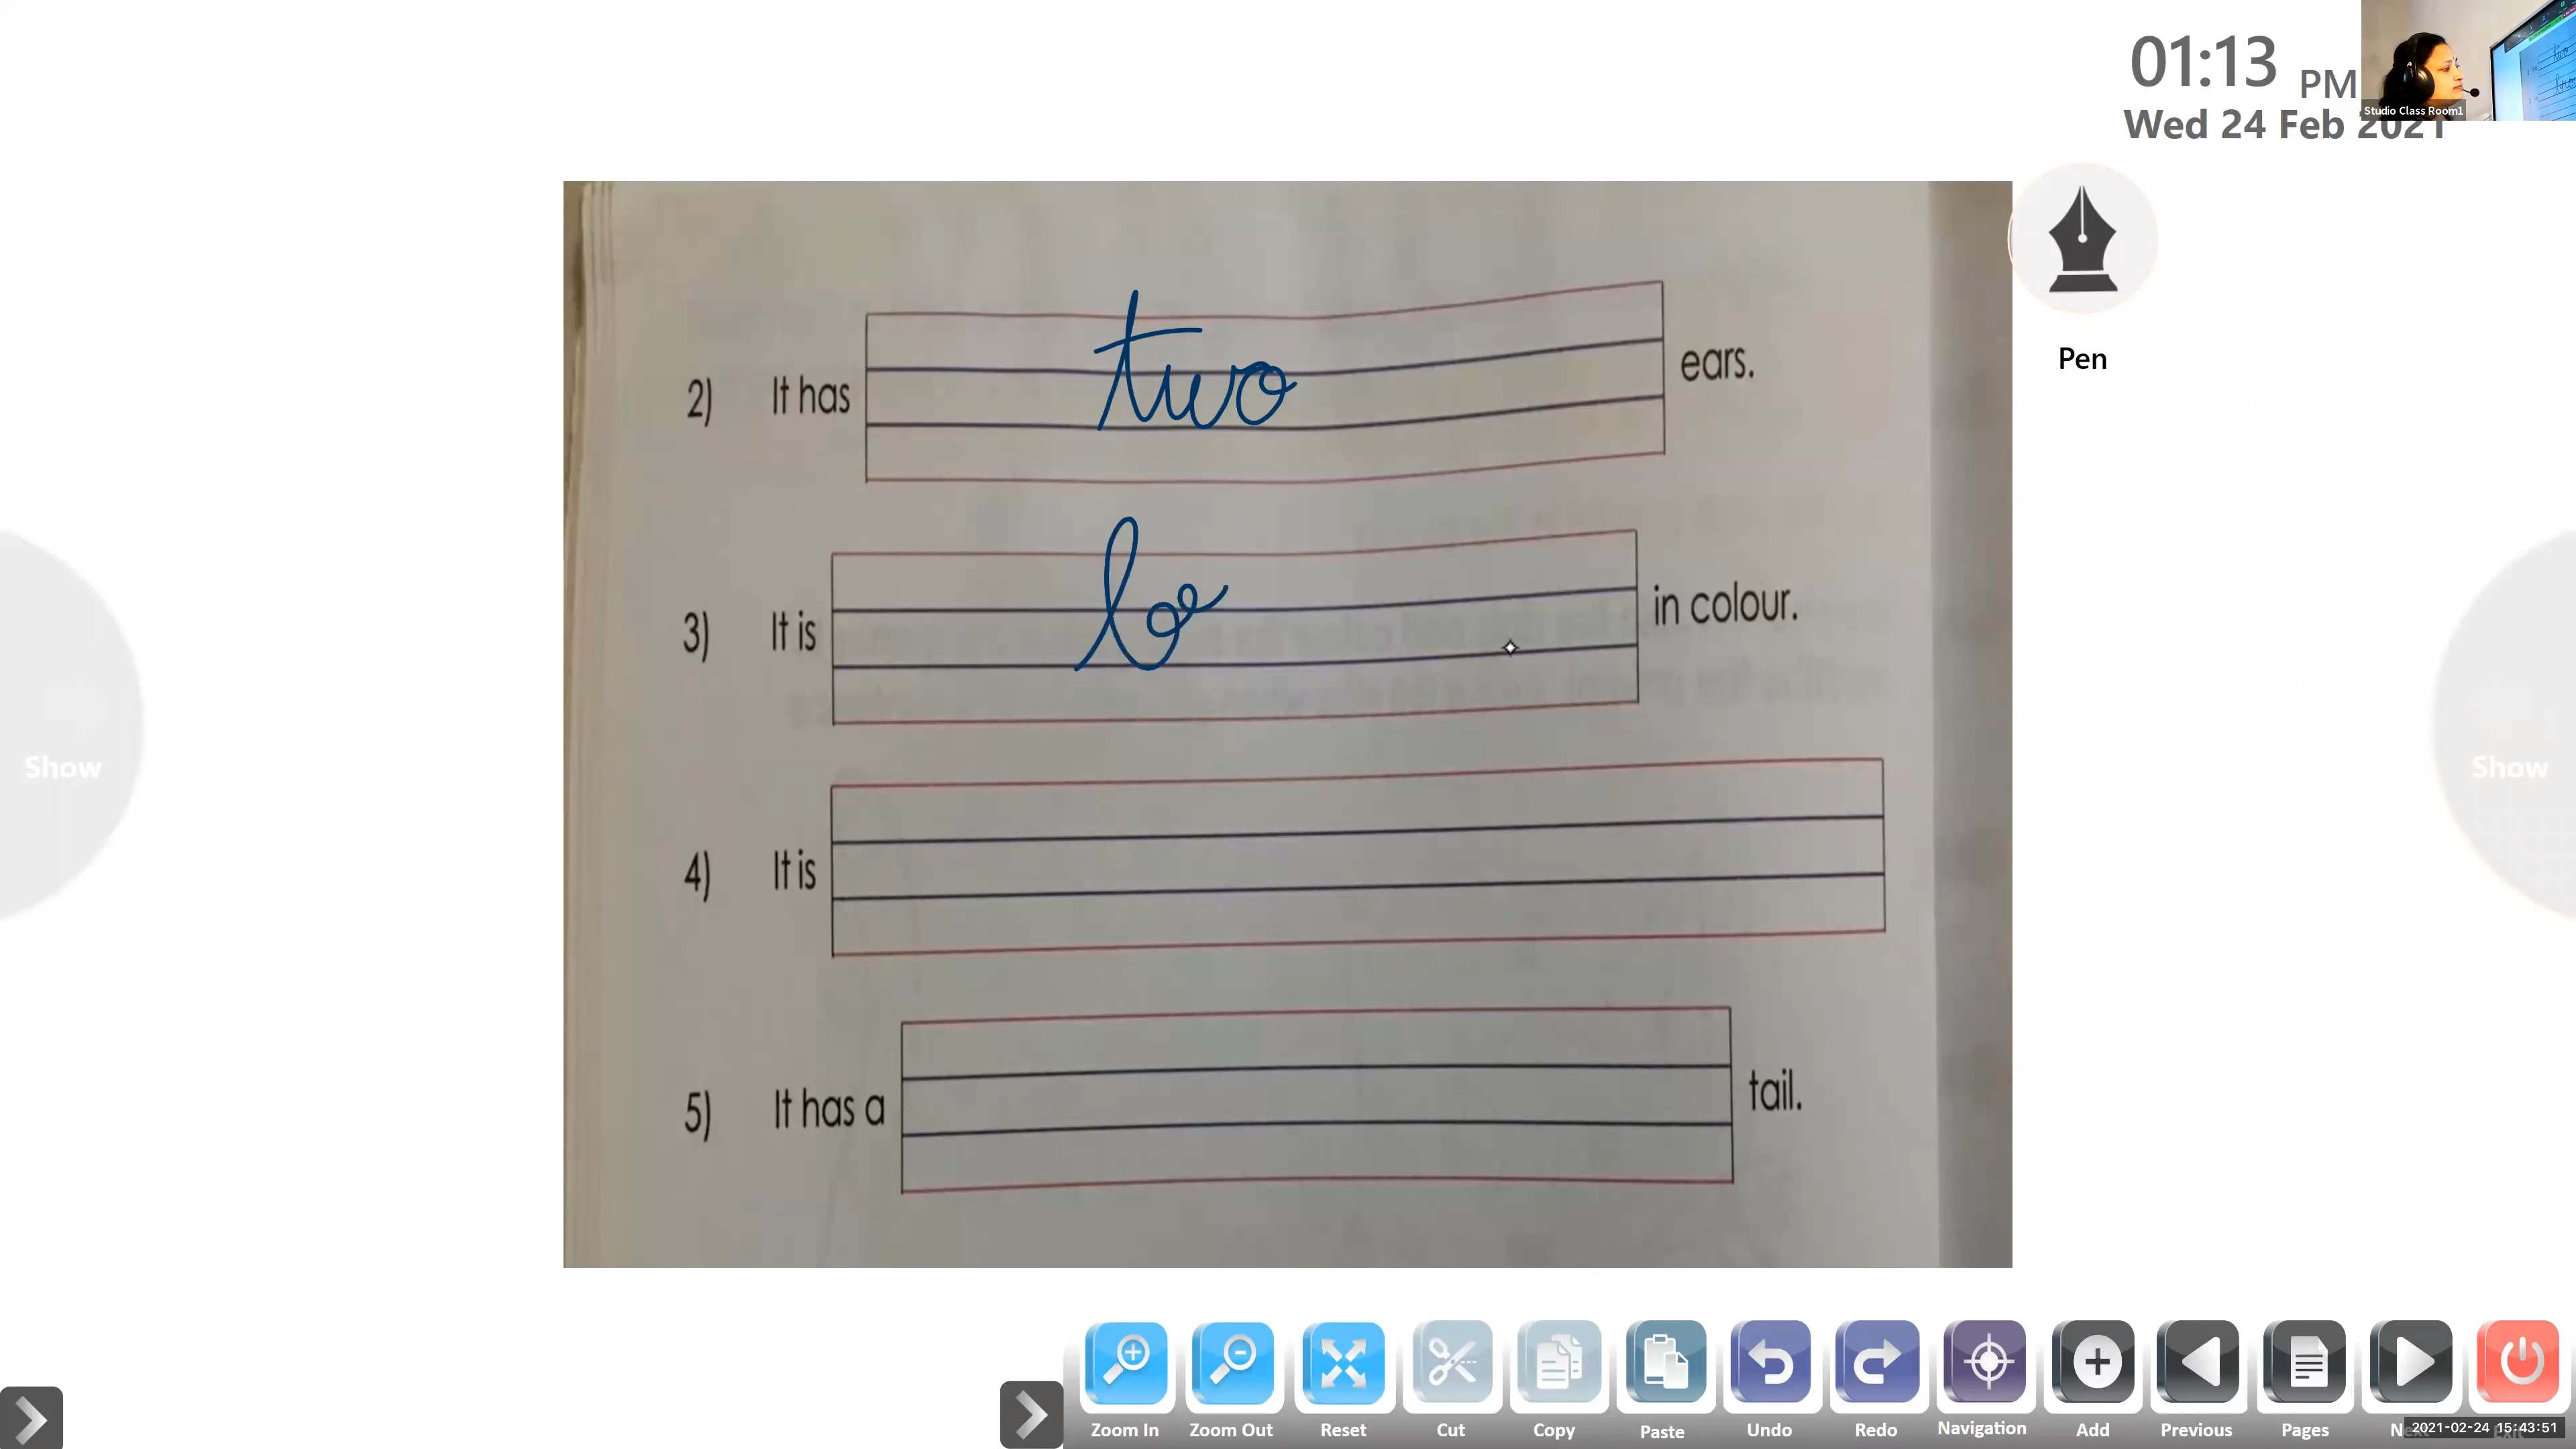 01:13 PM
Wed 24 Feb 2021
Studio Class Room1
Pen
2) It has two ears.
3) It is b in colour.
4) It is
5) It has a tail.
Show
Show
Zoom In Zoom Out Reset Cut Copy Paste Undo Redo Navigation Add Previous Pages
2021-02-24 15:43:51